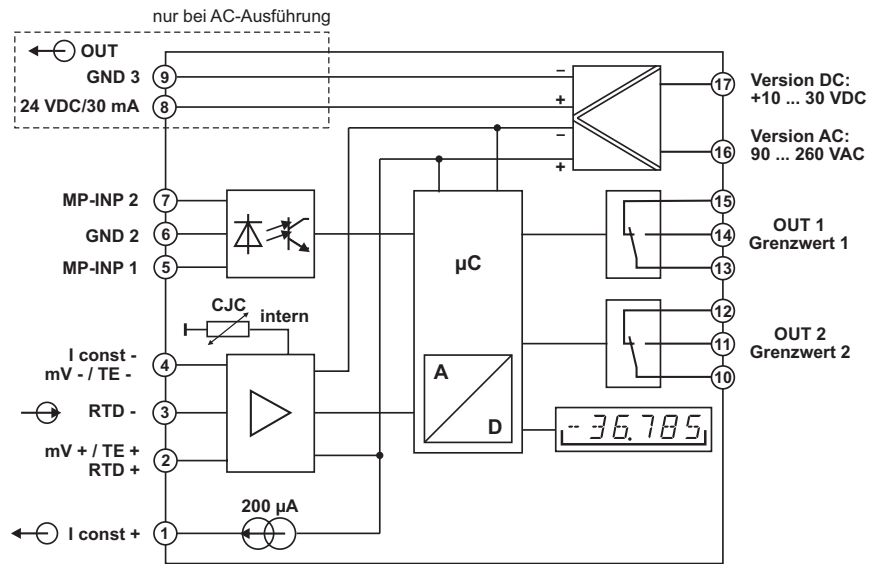 nur bei AC-Ausführung
OUT
GND 3
9
24 VDC/30 mA
8
–
+
–
+
17
Version DC:
+10 ... 30 VDC
16
Version AC:
90 ... 260 VAC
MP-INP 2
7
GND 2
6
MP-INP 1
5
µC
15
14
13
OUT 1
Grenzwert 1
CJC
intern
12
11
10
OUT 2
Grenzwert 2
I const -
mV - / TE -
4
RTD -
3
mV + / TE +
RTD +
2
A
D
-36.785
200 µA
I const +
1